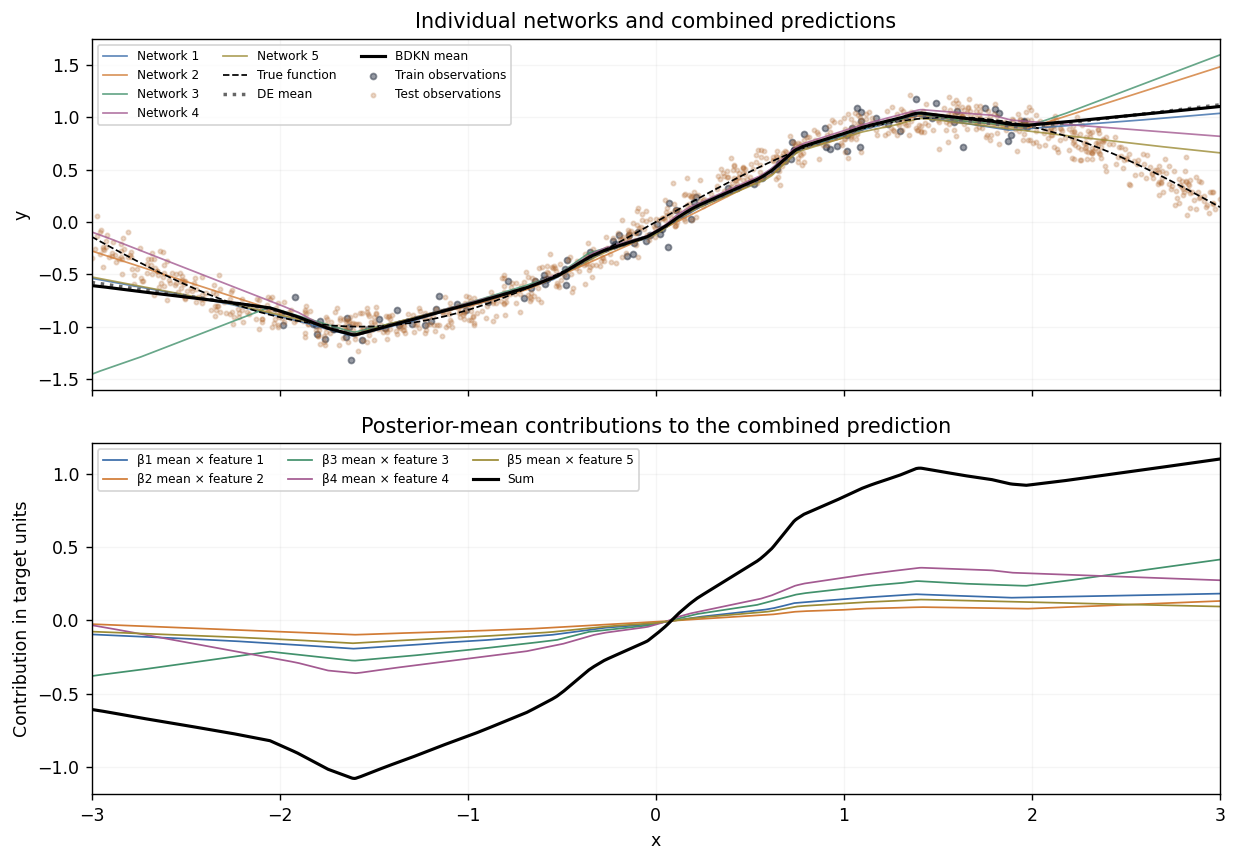 Individual networks and combined predictions
Network 1
Network 2
Network 3
Network 4
Network 5
True function
DE mean
BDKN mean
Train observations
Test observations
1.5
1.0
0.5
0.0
−0.5
−1.0
−1.5
y
Posterior-mean contributions to the combined prediction
β1 mean × feature 1
β2 mean × feature 2
β3 mean × feature 3
β4 mean × feature 4
β5 mean × feature 5
Sum
1.0
0.5
0.0
−0.5
−1.0
Contribution in target units
−3 −2 −1 0 1 2 3
x